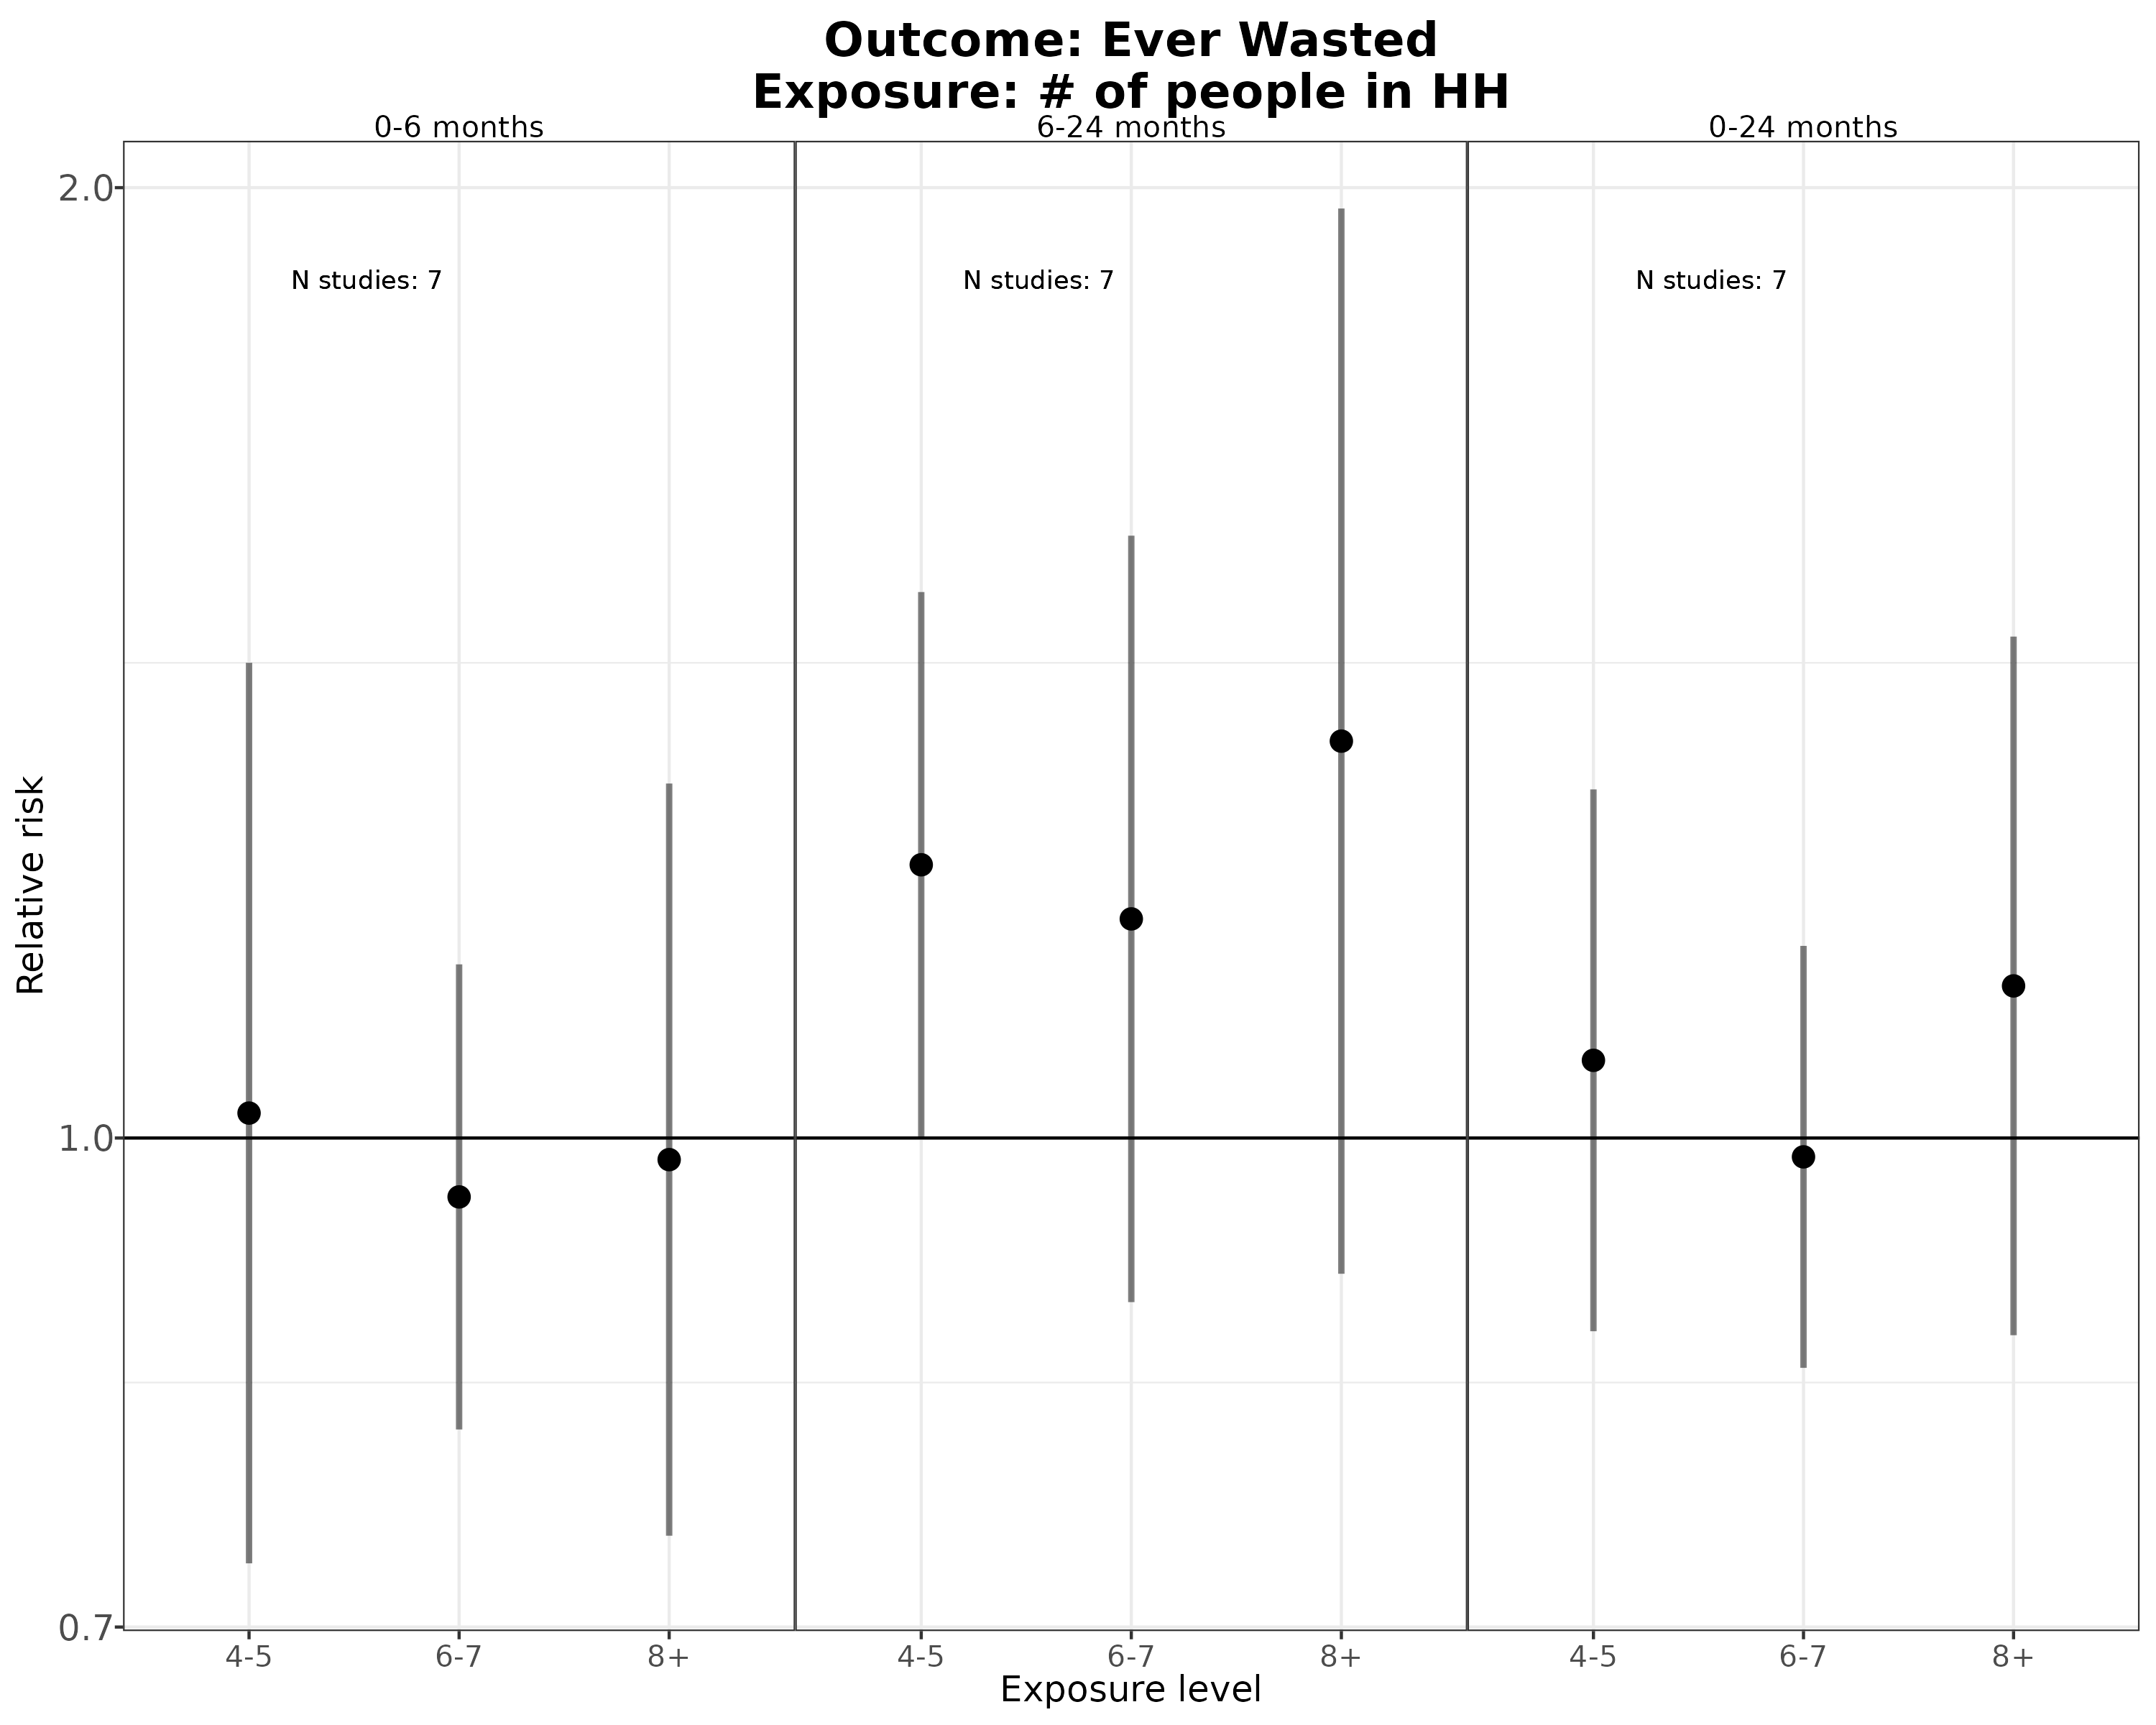 Outcome: Ever Wasted
Exposure: # of people in HH
0-6 months
6-24 months
0-24 months
2.0
N studies: 7
N studies: 7
N studies: 7
Relative risk
1.0
0.7
4-5
6-7
8+
4-5
6-7
8+
4-5
6-7
8+
Exposure level